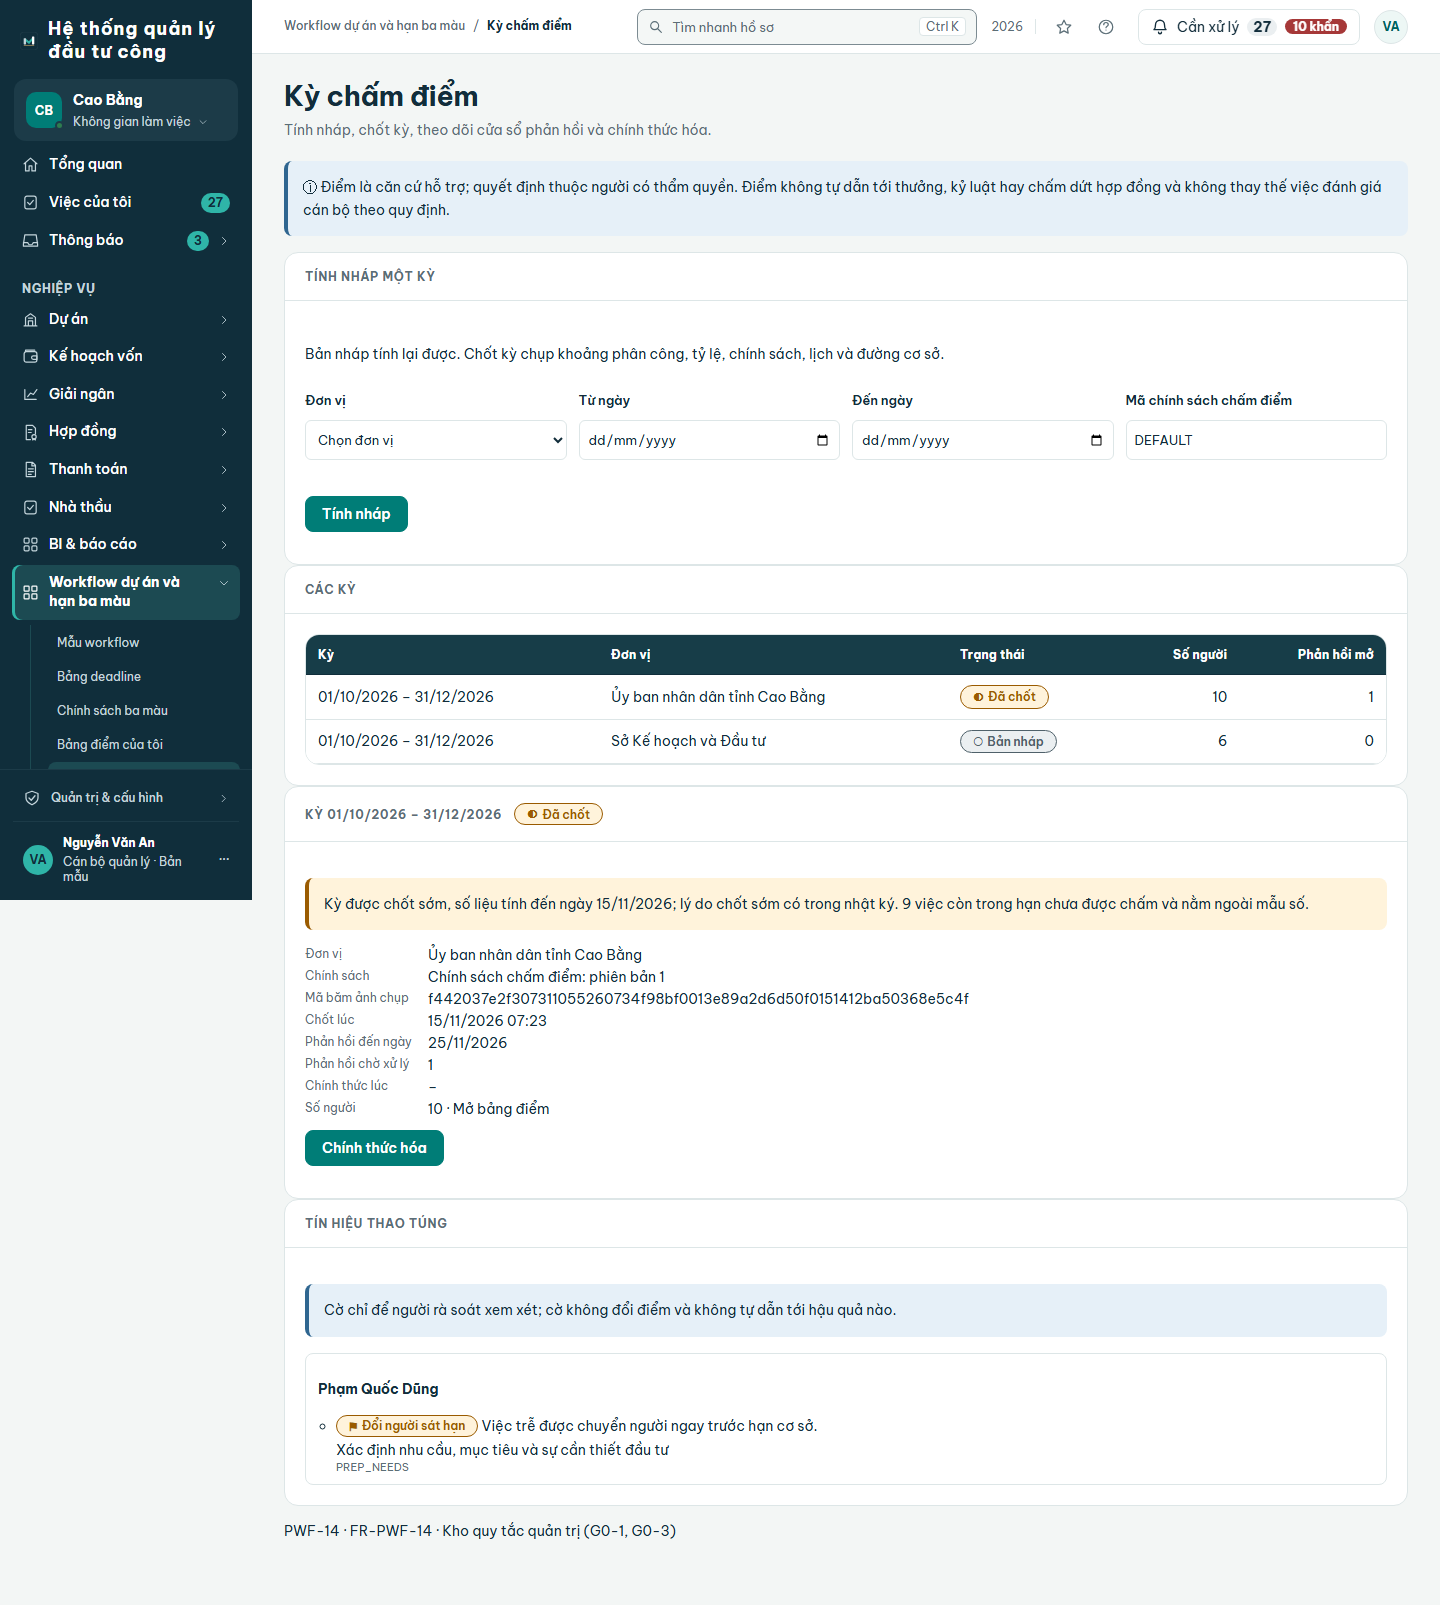 Hệ thống quản lý
đầu tư công
CB
Cao Bằng
Không gian làm việc
Tổng quan
Việc của tôi 27
Thông báo 3
NGHIỆP VỤ
Dự án
Kế hoạch vốn
Giải ngân
Hợp đồng
Thanh toán
Nhà thầu
BI & báo cáo
Workflow dự án và
hạn ba màu
Mẫu workflow
Bảng deadline
Chính sách ba màu
Bảng điểm của tôi
Quản trị & cấu hình
VA
Nguyễn Văn An
Cán bộ quản lý · Bản
mẫu
Workflow dự án và hạn ba màu / Kỳ chấm điểm
Tìm nhanh hồ sơ Ctrl K
2026
Cần xử lý 27 10 khẩn
VA
Kỳ chấm điểm
Tính nháp, chốt kỳ, theo dõi cửa sổ phản hồi và chính thức hóa.
Điểm là căn cứ hỗ trợ; quyết định thuộc người có thẩm quyền. Điểm không tự dẫn tới thưởng, kỷ luật hay chấm dứt hợp đồng và không thay thế việc đánh giá
cán bộ theo quy định.
TÍNH NHÁP MỘT KỲ
Bản nháp tính lại được. Chốt kỳ chụp khoảng phân công, tỷ lệ, chính sách, lịch và đường cơ sở.
Đơn vị Từ ngày Đến ngày Mã chính sách chấm điểm
Chọn đơn vị dd/mm/yyyy dd/mm/yyyy DEFAULT
Tính nháp
CÁC KỲ
Kỳ Đơn vị Trạng thái Số người Phản hồi mở
01/10/2026 – 31/12/2026 Ủy ban nhân dân tỉnh Cao Bằng Đã chốt 10 1
01/10/2026 – 31/12/2026 Sở Kế hoạch và Đầu tư Bản nháp 6 0
KỲ 01/10/2026 – 31/12/2026 Đã chốt
Kỳ được chốt sớm, số liệu tính đến ngày 15/11/2026; lý do chốt sớm có trong nhật ký. 9 việc còn trong hạn chưa được chấm và nằm ngoài mẫu số.
Đơn vị Ủy ban nhân dân tỉnh Cao Bằng
Chính sách Chính sách chấm điểm: phiên bản 1
Mã băm ảnh chụp f442037e2f307311055260734f98bf0013e89a2d6d50f0151412ba50368e5c4f
Chốt lúc 15/11/2026 07:23
Phản hồi đến ngày 25/11/2026
Phản hồi chờ xử lý 1
Chính thức lúc –
Số người 10 · Mở bảng điểm
Chính thức hóa
TÍN HIỆU THAO TÚNG
Cờ chỉ để người rà soát xem xét; cờ không đổi điểm và không tự dẫn tới hậu quả nào.
Phạm Quốc Dũng
Đổi người sát hạn Việc trễ được chuyển người ngay trước hạn cơ sở.
Xác định nhu cầu, mục tiêu và sự cần thiết đầu tư
PREP_NEEDS
PWF-14 · FR-PWF-14 · Kho quy tắc quản trị (G0-1, G0-3)